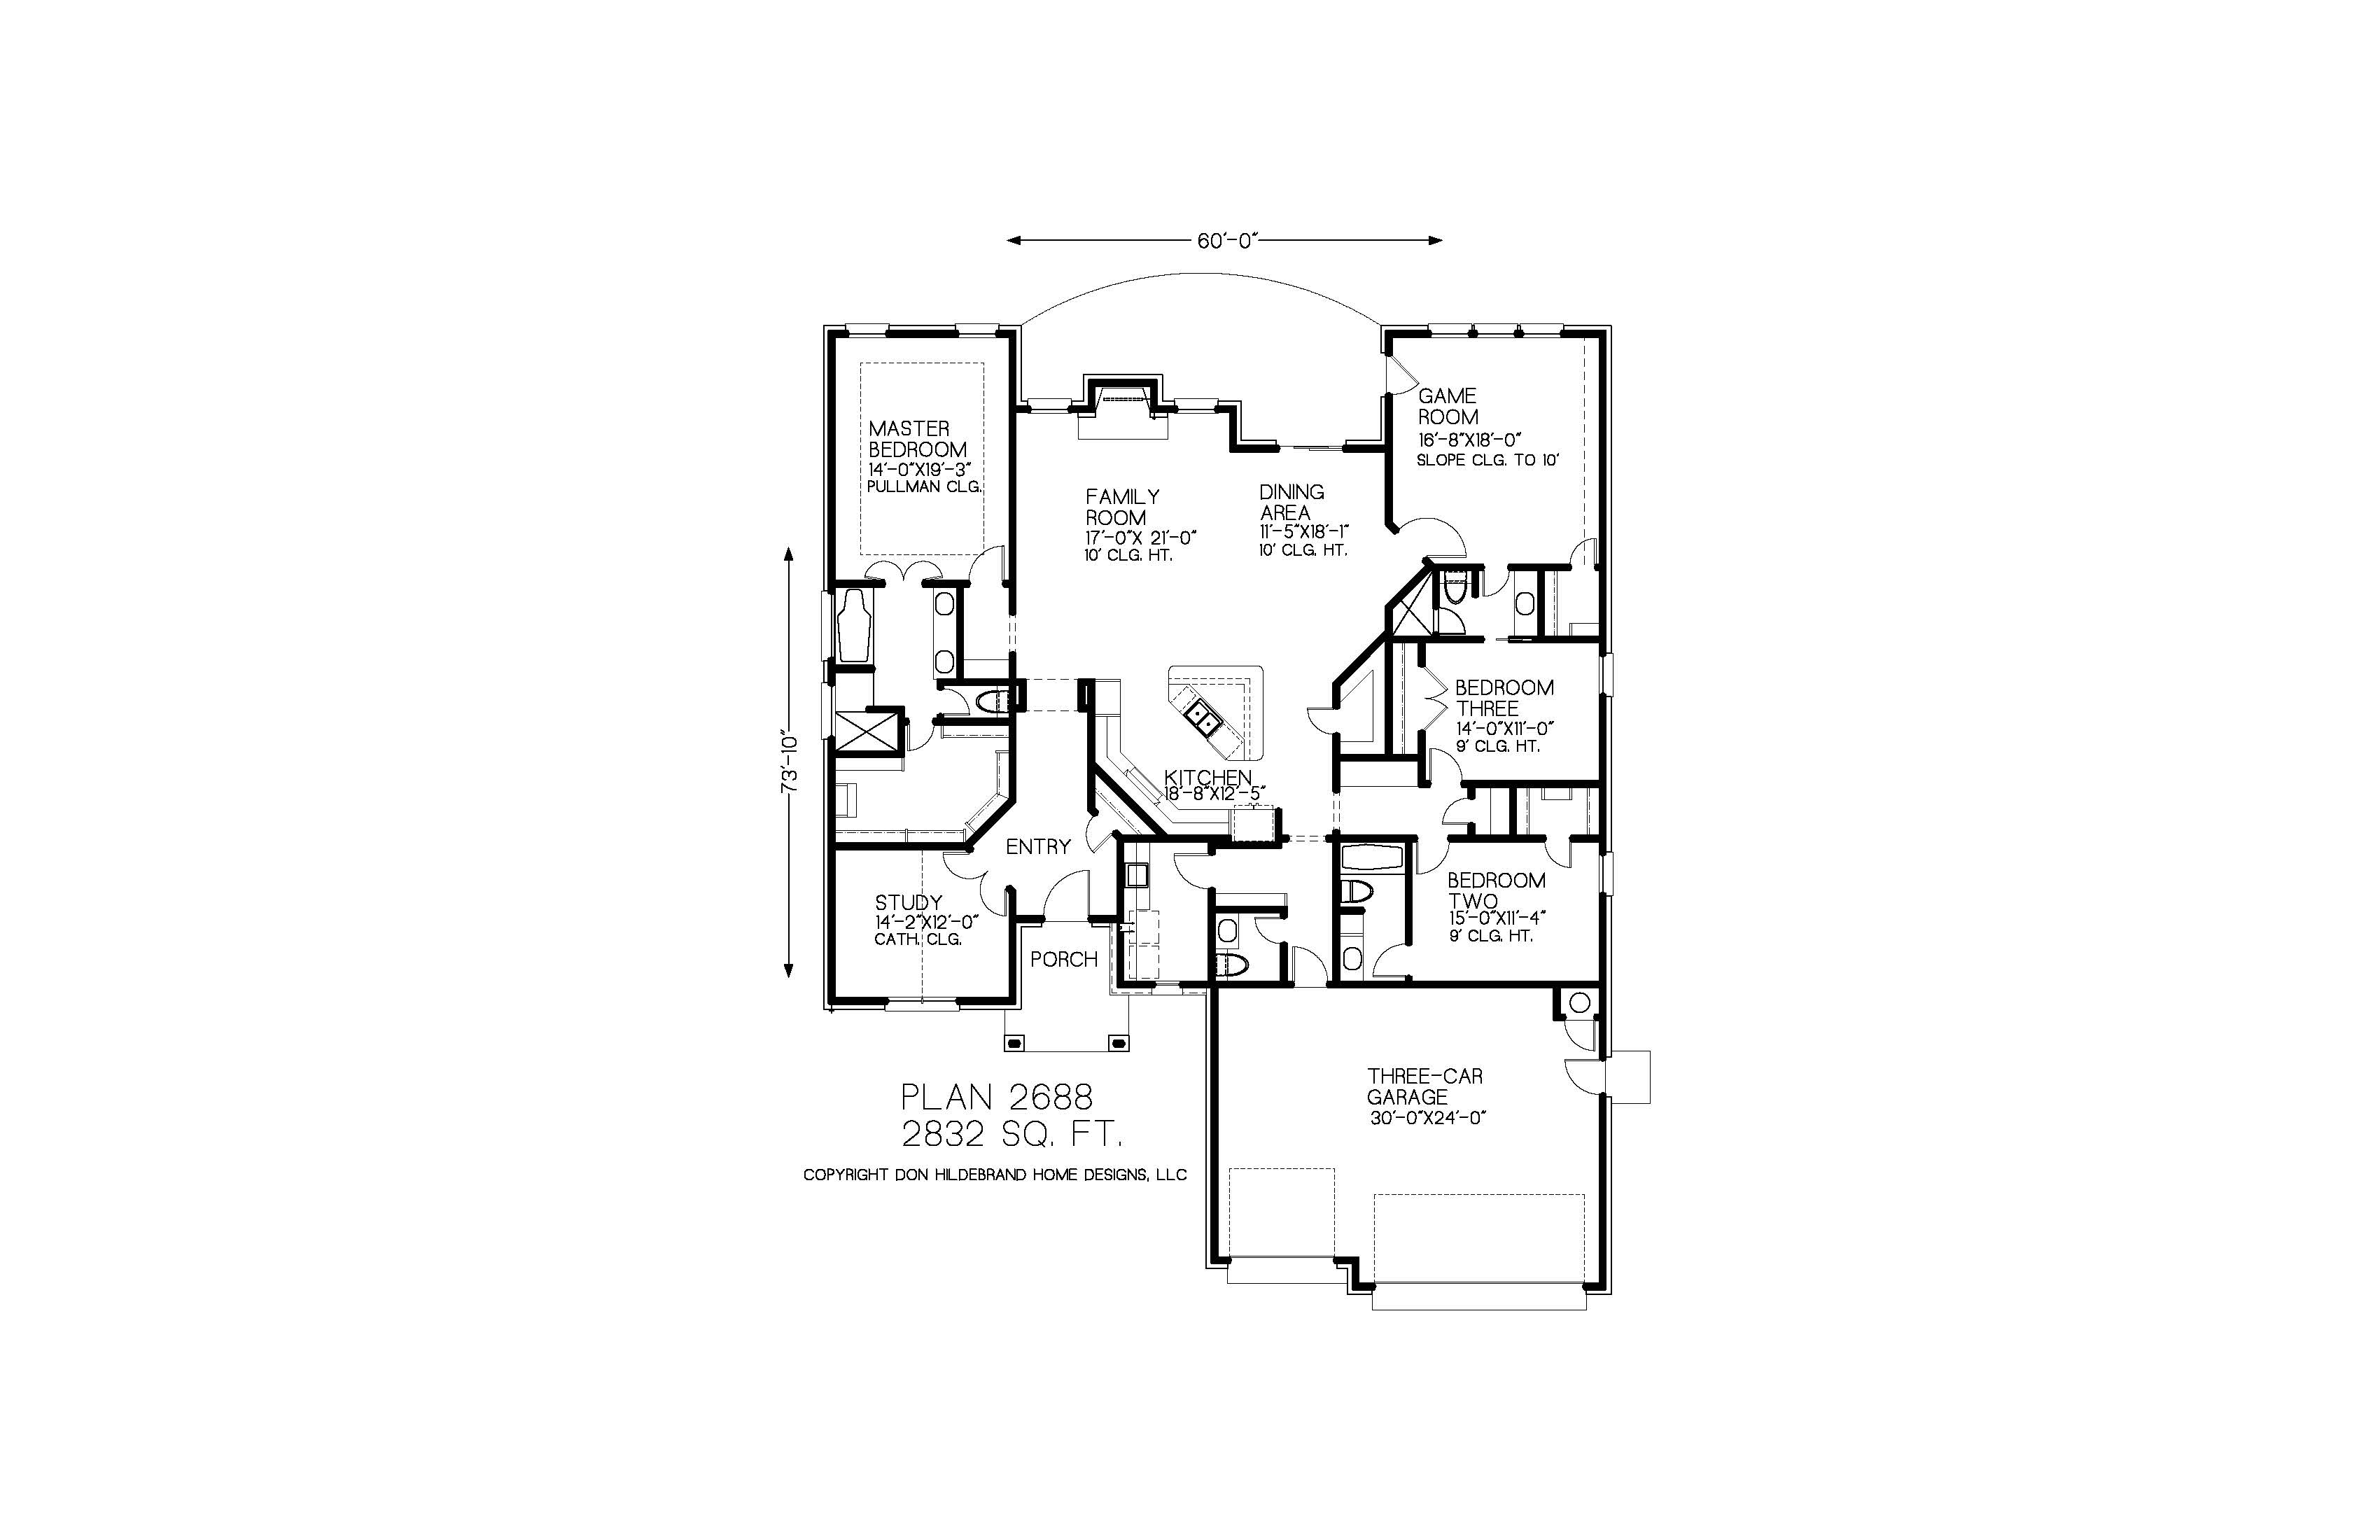 60'-0"
MASTER
BEDROOM
14'-0"X19'-3"
PULLMAN CLG.
FAMILY
ROOM
17'-0"X 21'-0"
10' CLG. HT.
DINING
AREA
11'-5"X18'-1"
10' CLG. HT.
GAME
ROOM
16'-8"X18'-0"
SLOPE CLG. TO 10'
73'-10"
BEDROOM
THREE
14'-0"X11'-0"
9' CLG. HT.
KITCHEN
18'-8"X12'-5"
ENTRY
STUDY
14'-2"X12'-0"
CATH. CLG.
BEDROOM
TWO
15'-0"X11'-4"
9' CLG. HT.
PORCH
THREE-CAR
GARAGE
30'-0"X24'-0"
PLAN 2688
2832 SQ. FT.
COPYRIGHT DON HILDEBRAND HOME DESIGNS, LLC